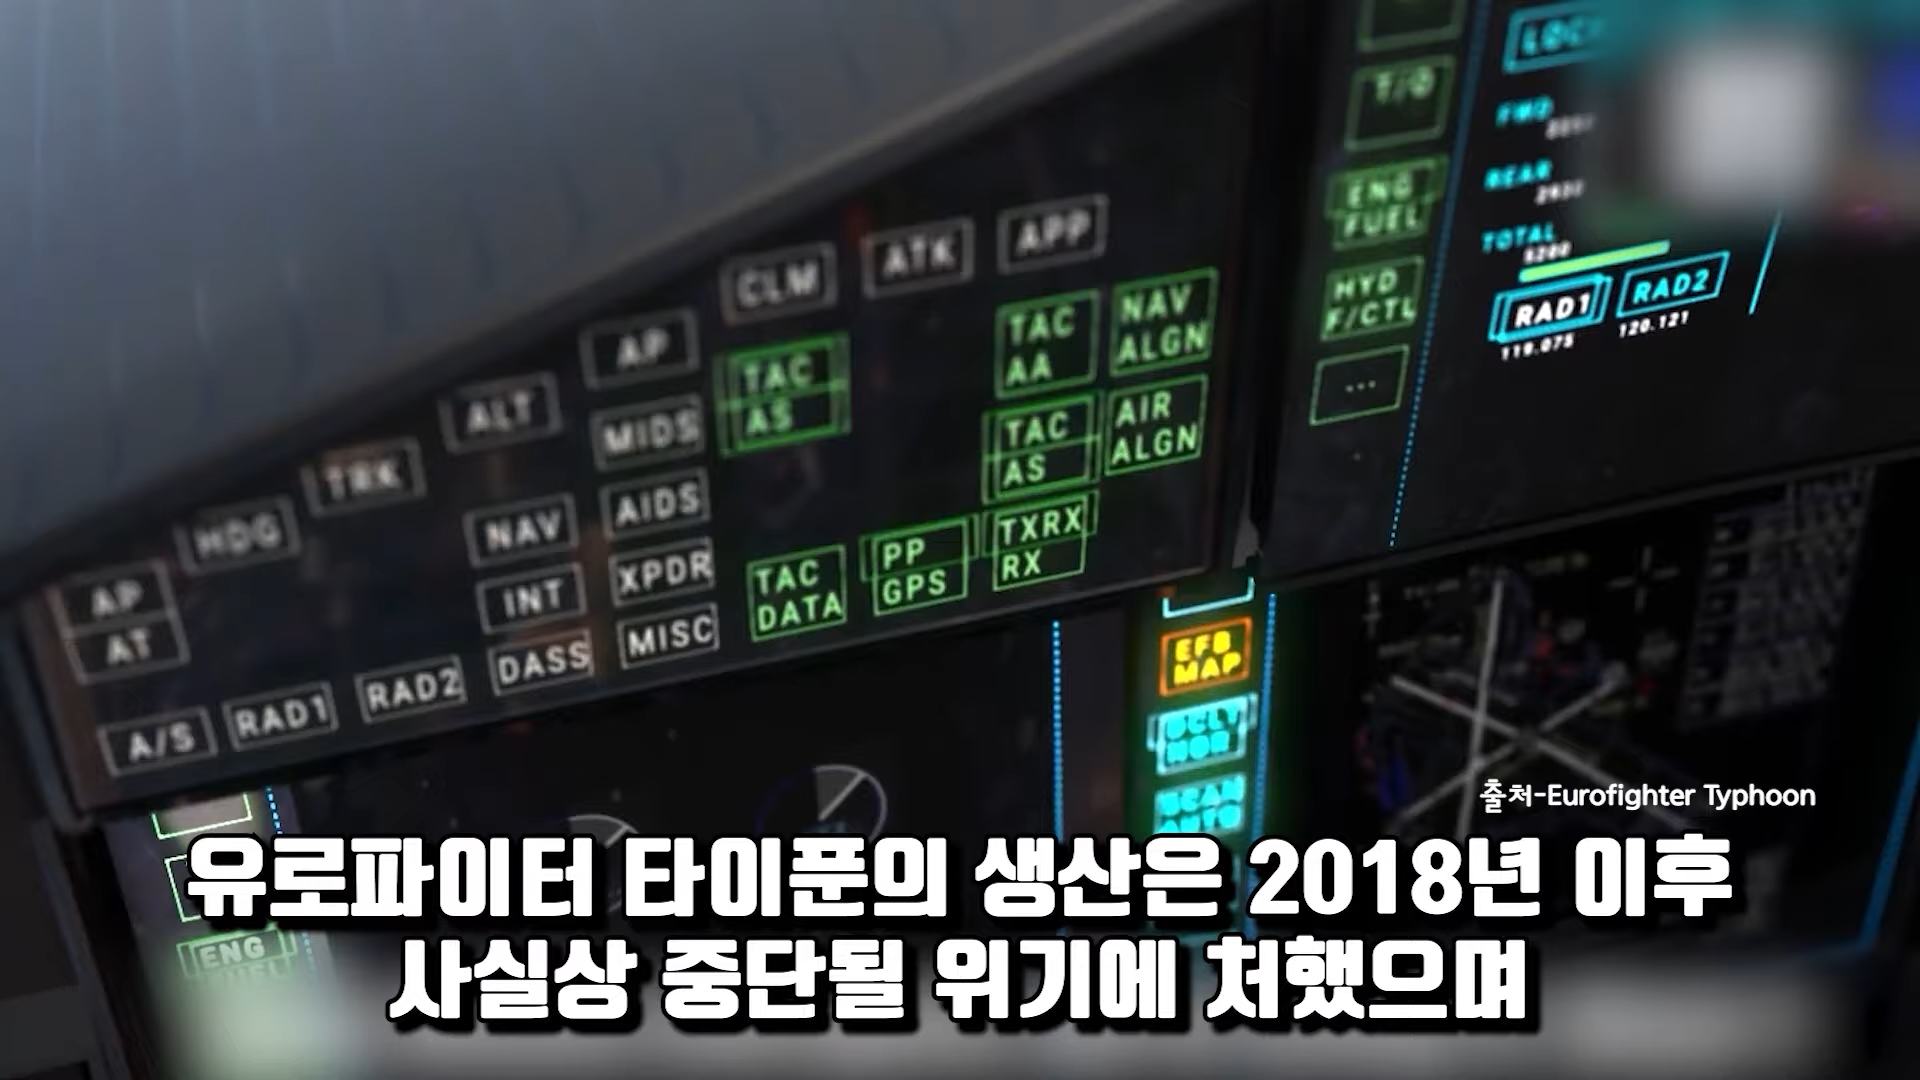 T/O
FWD
REAR
TOTAL
5200
RAD1
RAD2
119.075
120.121
ENG
FUEL
HYD
F/CTL
...
CLM
ATK
APP
AP
ALT
TRK
HDG
AP
AT
TAC
AS
TAC
AA
NAV
ALGN
MIDS
TAC
AS
AIR
ALGN
NAV
AIDS
TXRX
RX
INT
XPDR
TAC
DATA
PP
GPS
DASS
MISC
A/S
RAD1
RAD2
EFB
MAP
SCAN
AUTO
ENG
출처-Eurofighter Typhoon
유로파이터 타이푼의 생산은 2018년 이후
사실상 중단될 위기에 처했으며